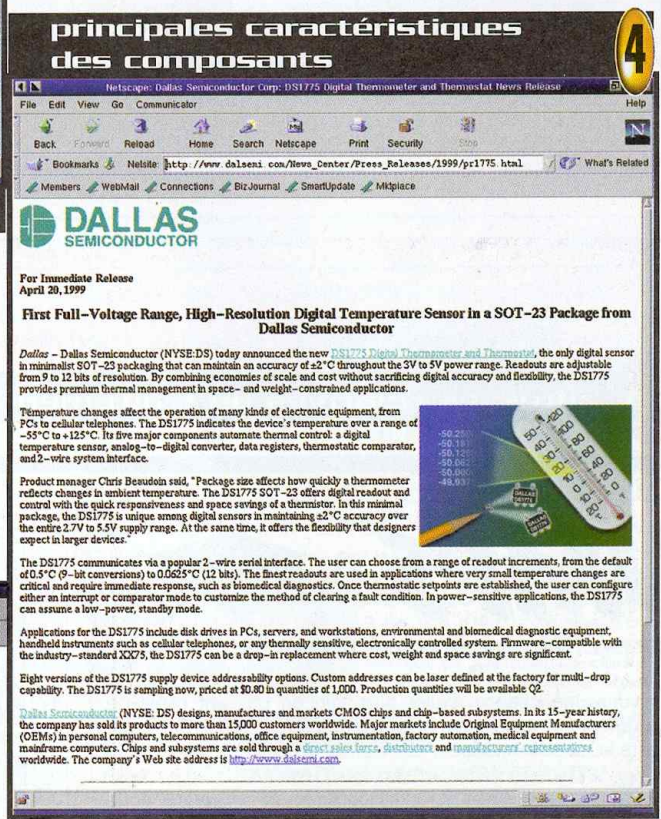 principales caractéristiques
des composants
4
Netscape: Dallas Semiconductor Corp: DS1775 Digital Thermometer and Thermostat News Release
File Edit View Go Communicator Help
Back Forward Reload Home Search Netscape Print Security Stop
Bookmarks Netsite: http://www.dalsemi.com/News_Center/Press_Releases/1999/pr1775.html What's Related
Members WebMail Connections BizJournal SmartUpdate Mktplace
DALLAS
SEMICONDUCTOR
For Immediate Release
April 20, 1999
First Full-Voltage Range, High-Resolution Digital Temperature Sensor in a SOT-23 Package from
Dallas Semiconductor
Dallas - Dallas Semiconductor (NYSE:DS) today announced the new DS1775 Digital Thermometer and Thermostat, the only digital sensor
in minimalist SOT-23 packaging that can maintain an accuracy of ±2°C throughout the 3V to 5V power range. Readouts are adjustable
from 9 to 12 bits of resolution. By combining economies of scale and cost without sacrificing digital accuracy and flexibility, the DS1775
provides premium thermal management in space- and weight-constrained applications.
Temperature changes affect the operation of many kinds of electronic equipment, from
PCs to cellular telephones. The DS1775 indicates the device's temperature over a range of
-55°C to +125°C. Its five major components automate thermal control: a digital
temperature sensor, analog-to-digital converter, data registers, thermostatic comparator,
and 2-wire system interface.
Product manager Chris Beaudoin said, "Package size affects how quickly a thermometer
reflects changes in ambient temperature. The DS1775 SOT-23 offers digital readout and
control with the quick responsiveness and space savings of a thermistor. In this minimal
package, the DS1775 is unique among digital sensors in maintaining ±2°C accuracy over
the entire 2.7V to 5.5V supply range. At the same time, it offers the flexibility that designers
expect in larger devices."
DALLAS
DS1775
DALLAS
DS1775
The DS1775 communicates via a popular 2-wire serial interface. The user can choose from a range of readout increments, from the default
of 0.5°C (9-bit conversions) to 0.0625°C (12 bits). The finest readouts are used in applications where very small temperature changes are
critical and require immediate response, such as biomedical diagnostics. Once thermostatic setpoints are established, the user can configure
either an interrupt or comparator mode to customize the method of clearing a fault condition. In power-sensitive applications, the DS1775
can assume a low-power, standby mode.
Applications for the DS1775 include disk drives in PCs, servers, and workstations, environmental and biomedical diagnostic equipment,
handheld instruments such as cellular telephones, or any thermally sensitive, electronically controlled system. Firmware-compatible with
the industry-standard XX75, the DS1775 can be a drop-in replacement where cost, weight and space savings are significant.
Eight versions of the DS1775 supply device addressability options. Custom addresses can be laser defined at the factory for multi-drop
capability. The DS1775 is sampling now, priced at $0.80 in quantities of 1,000. Production quantities will be available Q2.
Dallas Semiconductor (NYSE: DS) designs, manufactures and markets CMOS chips and chip-based subsystems. In its 15-year history,
the company has sold its products to more than 15,000 customers worldwide. Major markets include Original Equipment Manufacturers
(OEMs) in personal computers, telecommunications, office equipment, instrumentation, factory automation, medical equipment and
mainframe computers. Chips and subsystems are sold through a direct sales force, distributors and manufacturers' representatives
worldwide. The company's Web site address is http://www.dalsemi.com.